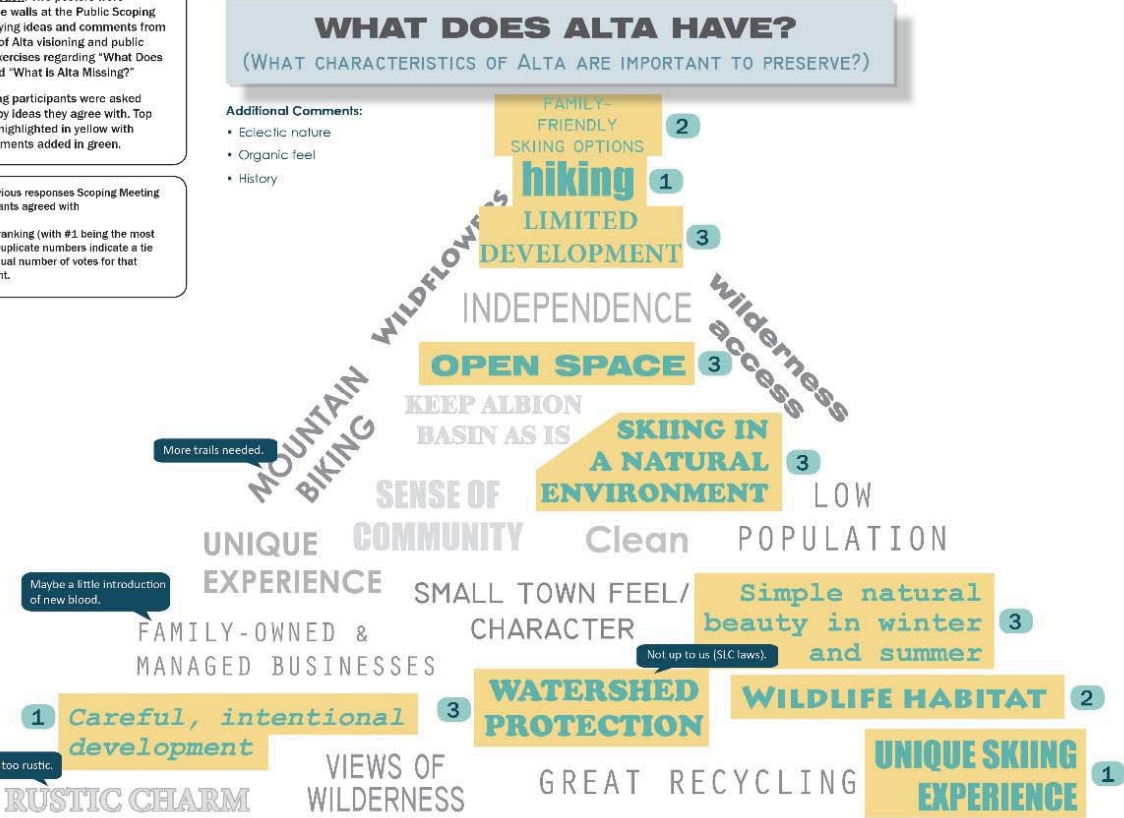 e walls at the Public Scoping
ying ideas and comments from
of Alta visioning and public
xercises regarding "What Does
d "What is Alta Missing?"
ng participants were asked
by ideas they agree with. Top
highlighted in yellow with
ments added in green.
vious responses Scoping Meeting
ants agreed with
ranking (with #1 being the most
uplicate numbers indicate a tie
ual number of votes for that
nt.
WHAT DOES ALTA HAVE?
(WHAT CHARACTERISTICS OF ALTA ARE IMPORTANT TO PRESERVE?)
Additional Comments:
• Eclectic nature
• Organic feel
• History
FAMILY-
FRIENDLY
SKIING OPTIONS
2
hiking
1
LIMITED
DEVELOPMENT
3
WILDFLOWERS
INDEPENDENCE
wilderness
access
OPEN SPACE
3
MOUNTAIN
BIKING
More trails needed.
KEEP ALBION
BASIN AS IS
SKIING IN
A NATURAL
ENVIRONMENT
3
SENSE OF
COMMUNITY
LOW
POPULATION
UNIQUE
EXPERIENCE
Clean
Maybe a little introduction
of new blood.
FAMILY-OWNED &
MANAGED BUSINESSES
SMALL TOWN FEEL/
CHARACTER
Simple natural
beauty in winter
and summer
3
Not up to us (SLC laws).
1
Careful, intentional
development
3
WATERSHED
PROTECTION
WILDLIFE HABITAT
2
too rustic.
RUSTIC CHARM
VIEWS OF
WILDERNESS
GREAT RECYCLING
UNIQUE SKIING
EXPERIENCE
1